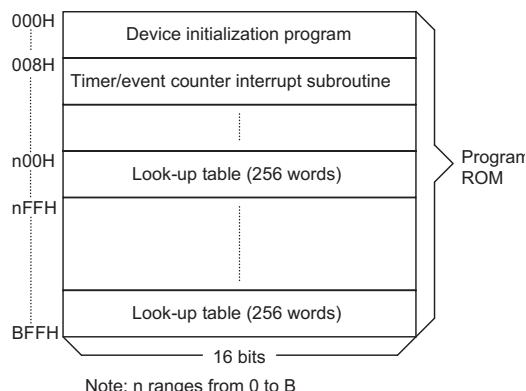 000H
Device initialization program
008H
Timer/event counter interrupt subroutine
n00H
Look-up table (256 words)
nFFH
Program
ROM
Look-up table (256 words)
BFFH
16 bits
Note: n ranges from 0 to B